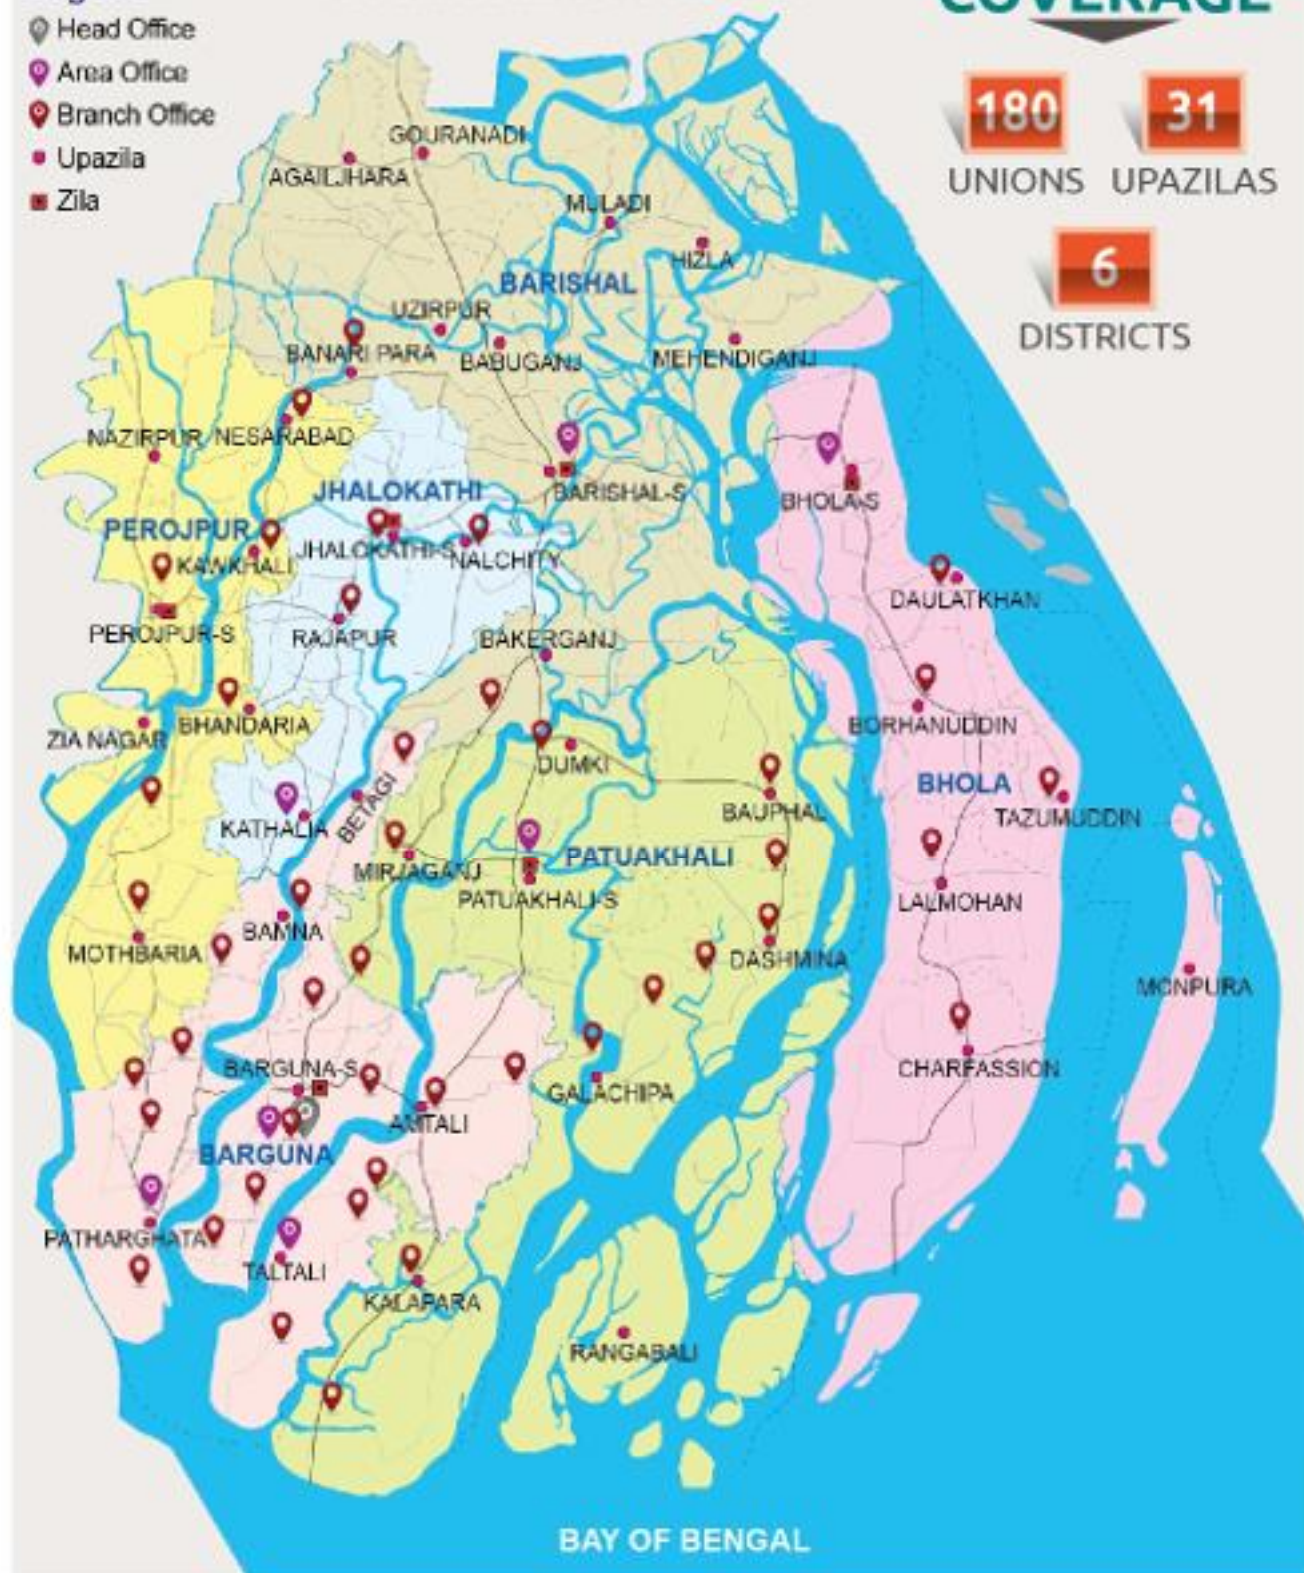 COVERAGE
Head Office
Area Office
Branch Office
Upazila
Zila
180
UNIONS
31
UPAZILAS
6
DISTRICTS
GOURANADI
AGAILJHARA
MULADI
HIZLA
BARISHAL
UZIRPUR
BANARI PARA
BABUGANJ
MEHENDIGANJ
NAZIRPUR
NESARABAD
BARISHAL-S
BHOLA-S
JHALOKATHI
PEROJPUR
KAWKHALI
JHALOKATHI-S
NALCHITY
DAULATKHAN
PEROJPUR-S
RAJAPUR
BAKERGANJ
ZIA NAGAR
BHANDARIA
BORHANUDDIN
DUMKI
BHOLA
BETAGI
KATHALIA
BAUPHAL
TAZUMUDDIN
MIRJAGANJ
PATUAKHALI
PATUAKHALI-S
LALMOHAN
BAMNA
MOTHBARIA
DASHMINA
MONPURA
BARGUNA-S
CHARFASSION
GALACHIPA
AMTALI
BARGUNA
PATHARGHATA
TALTALI
KALAPARA
RANGABALI
BAY OF BENGAL